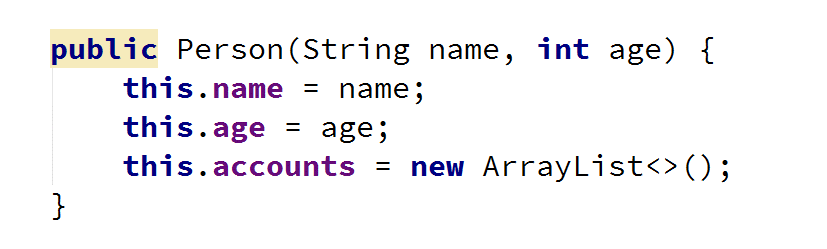 public Person(String name, int age) {
    this.name = name;
    this.age = age;
    this.accounts = new ArrayList<>();
}